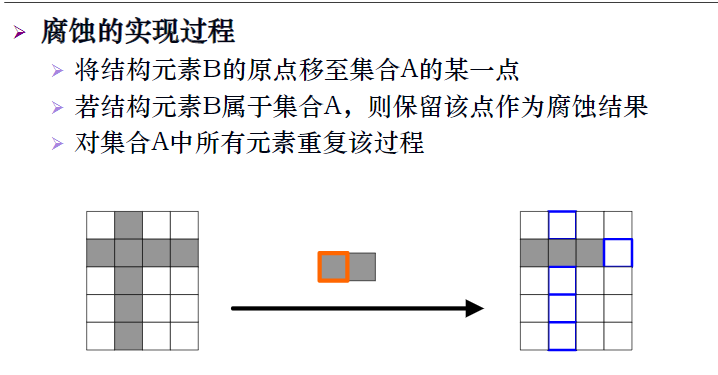 腐蚀的实现过程
将结构元素B的原点移至集合A的某一点
若结构元素B属于集合A，则保留该点作为腐蚀结果
对集合A中所有元素重复该过程